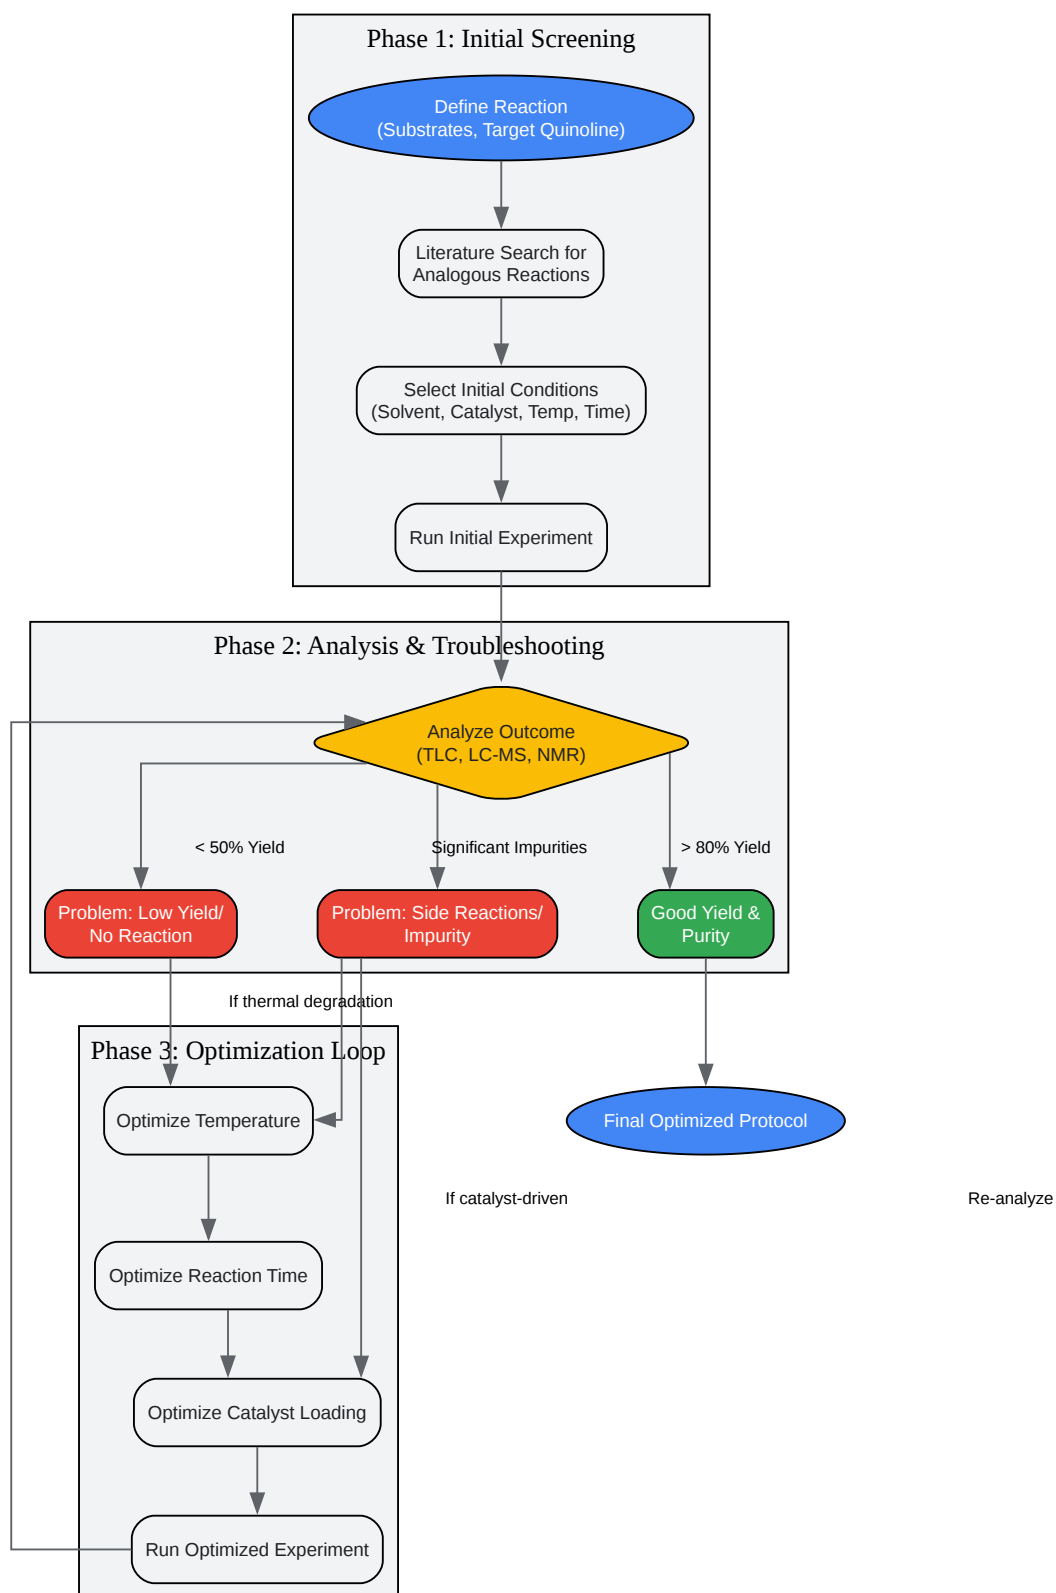 Phase 1: Initial Screening
Define Reaction
(Substrates, Target Quinoline)
Literature Search for
Analogous Reactions
Select Initial Conditions
(Solvent, Catalyst, Temp, Time)
Run Initial Experiment
Phase 2: Analysis & Troubleshooting
Analyze Outcome
(TLC, LC-MS, NMR)
< 50% Yield
Significant Impurities
> 80% Yield
Problem: Low Yield/
No Reaction
Problem: Side Reactions/
Impurity
Good Yield &
Purity
If thermal degradation
Phase 3: Optimization Loop
Optimize Temperature
Final Optimized Protocol
If catalyst-driven
Re-analyze
Optimize Reaction Time
Optimize Catalyst Loading
Run Optimized Experiment